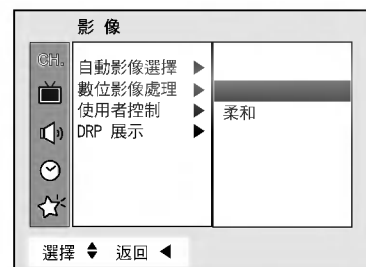 影像
CH.
自動影像選擇 ▶
數位影像處理 ▶
使用者控制 ▶
DRP 展示 ▶
柔和
選擇 ♦ 返回 ◀